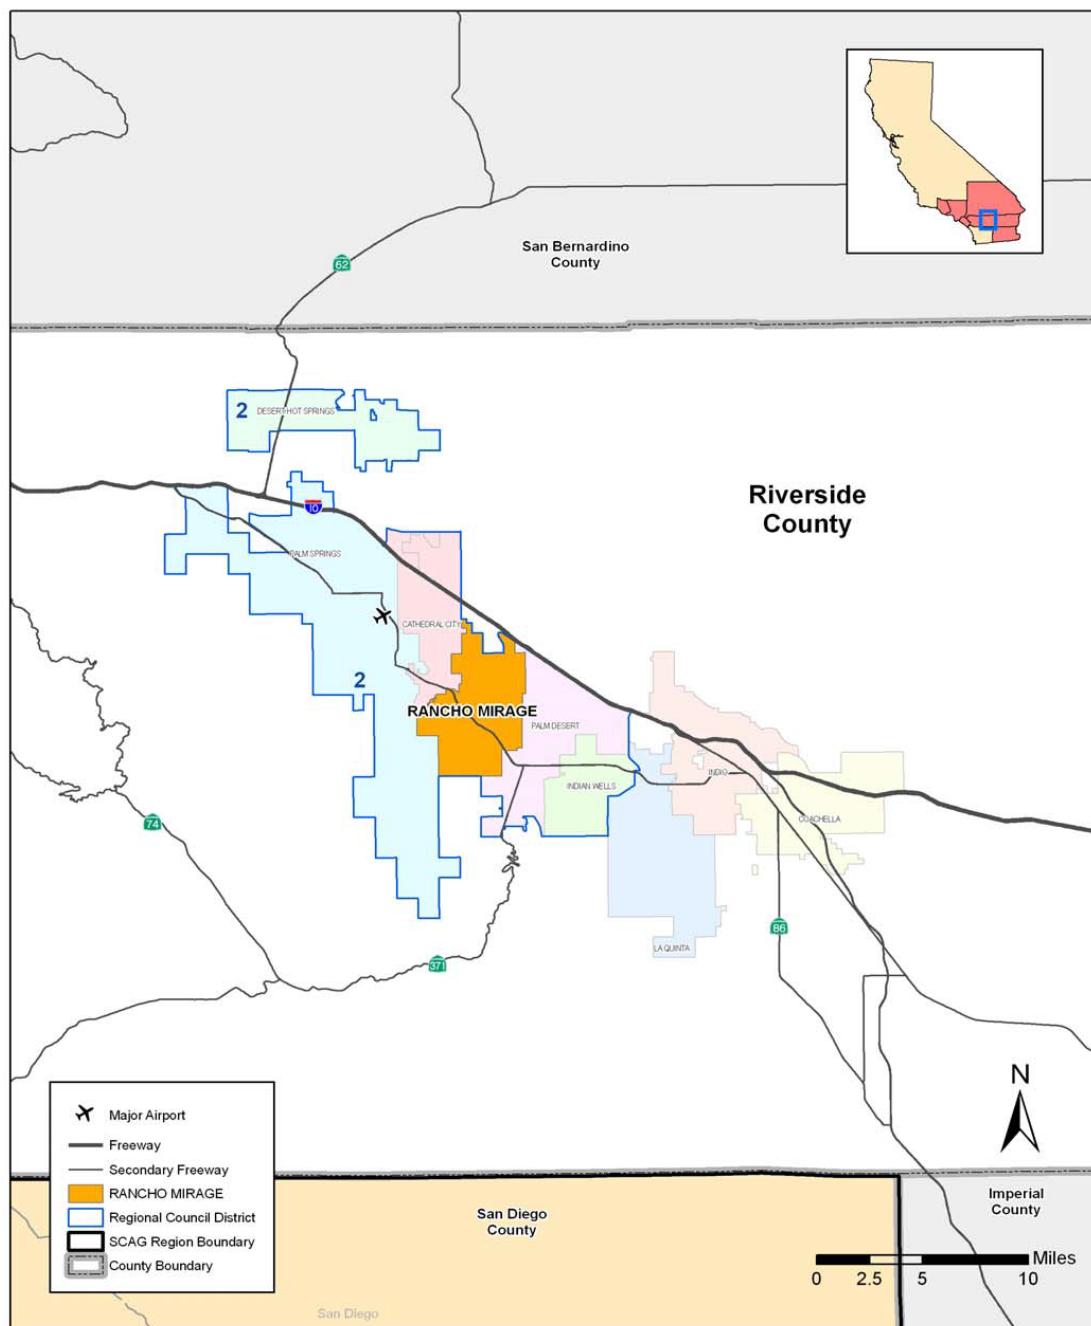 San Bernardino
County
62
2
DESERT HOT SPRINGS
10
Riverside
County
PALM SPRINGS
CATHEDRAL CITY
2
RANCHO MIRAGE
PALM DESERT
INDIAN WELLS
INDIO
COACHELLA
74
86
LA QUINTA
371
N
Major Airport
Freeway
Secondary Freeway
RANCHO MIRAGE
Regional Council District
SCAG Region Boundary
County Boundary
San Diego
County
Imperial
County
Miles
0 2.5 5 10
San Diego